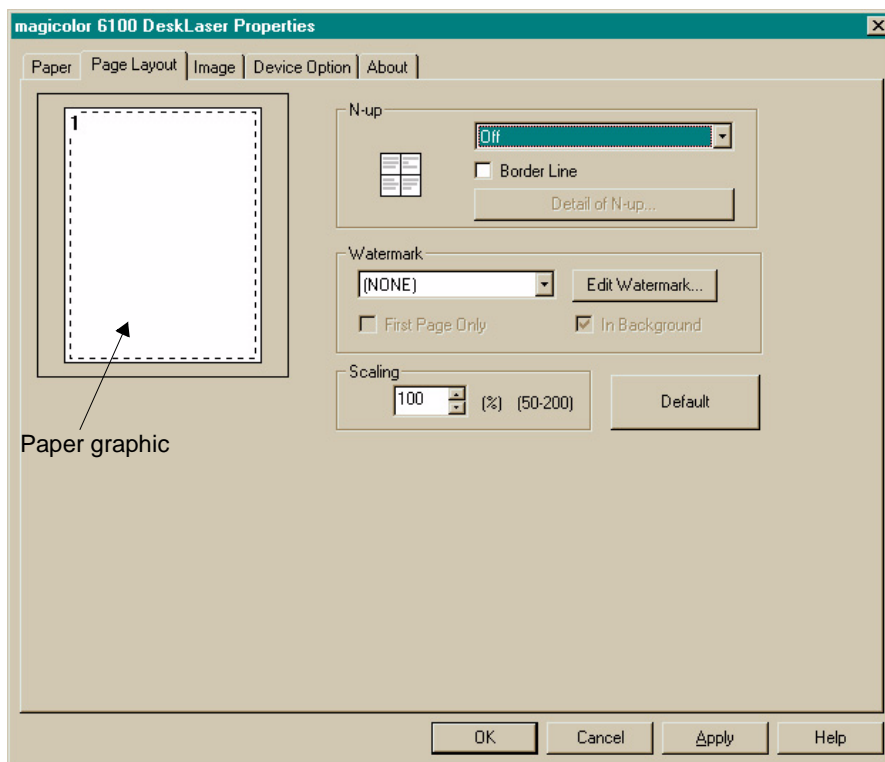 magicolor 6100 DeskLaser Properties
Paper Page Layout Image Device Option About
1
N-up
Off
Border Line
Detail of N-up...
Watermark
(NONE) Edit Watermark...
First Page Only In Background
Scaling
100 (%) (50-200) Default
Paper graphic
OK Cancel Apply Help